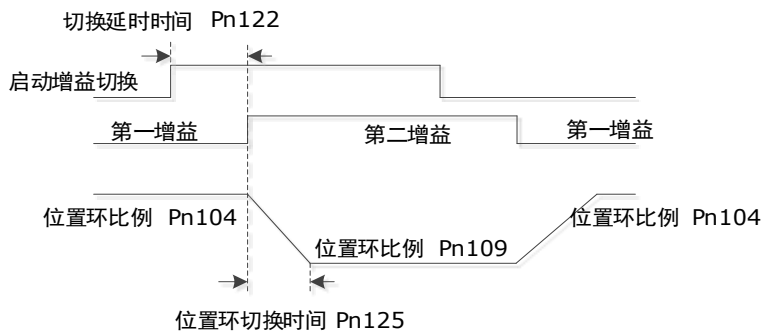 切换延时时间 Pn122
启动增益切换
第一增益 第二增益 第一增益
位置环比例 Pn104 位置环比例 Pn104
位置环比例 Pn109
位置环切换时间 Pn125